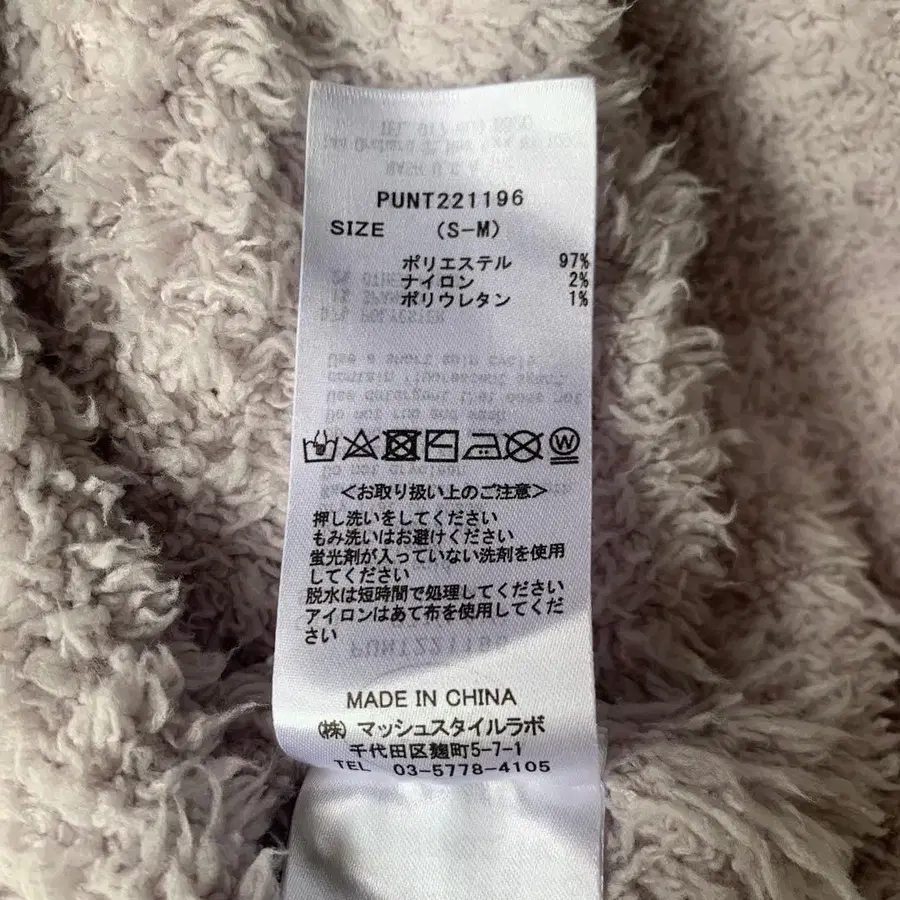 PUNT221196
SIZE (S-M)
ポリエステル 97%
ナイロン 2%
ポリウレタン 1%
W
<お取り扱い上のご注意>
押し洗いをしてください
もみ洗いはお避けください
蛍光剤が入っていない洗剤を使用
してください
脱水は短時間で処理してください
アイロンはあて布を使用してくだ
さい
MADE IN CHINA
(株) マッシュスタイルラボ
千代田区麹町5-7-1
TEL 03-5778-4105